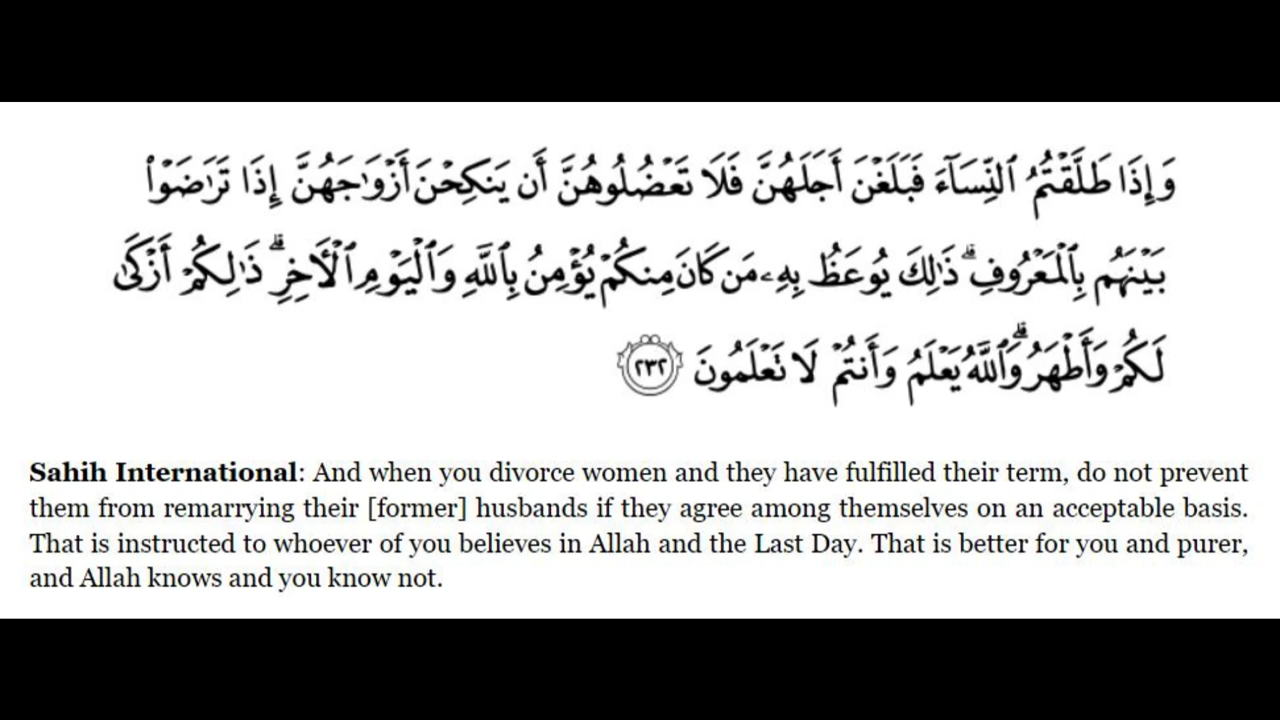 وَإِذَا طَلَّقْتُمُ ٱلنِّسَآءَ فَبَلَغْنَ أَجَلَهُنَّ فَلَا تَعْضُلُوهُنَّ أَن يَنكِحْنَ أَزْوَٰجَهُنَّ إِذَا تَرَٰضَوْا۟
بَيْنَهُم بِٱلْمَعْرُوفِ ۗ ذَٰلِكَ يُوعَظُ بِهِۦ مَن كَانَ مِنكُمْ يُؤْمِنُ بِٱللَّهِ وَٱلْيَوْمِ ٱلْأَخِرِ ۗ ذَٰلِكُمْ أَزْكَىٰ
لَكُمْ وَأَطْهَرُ ۗ وَٱللَّهُ يَعْلَمُ وَأَنتُمْ لَا تَعْلَمُونَ ٢٣٢
Sahih International: And when you divorce women and they have fulfilled their term, do not prevent
them from remarrying their [former] husbands if they agree among themselves on an acceptable basis.
That is instructed to whoever of you believes in Allah and the Last Day. That is better for you and purer,
and Allah knows and you know not.